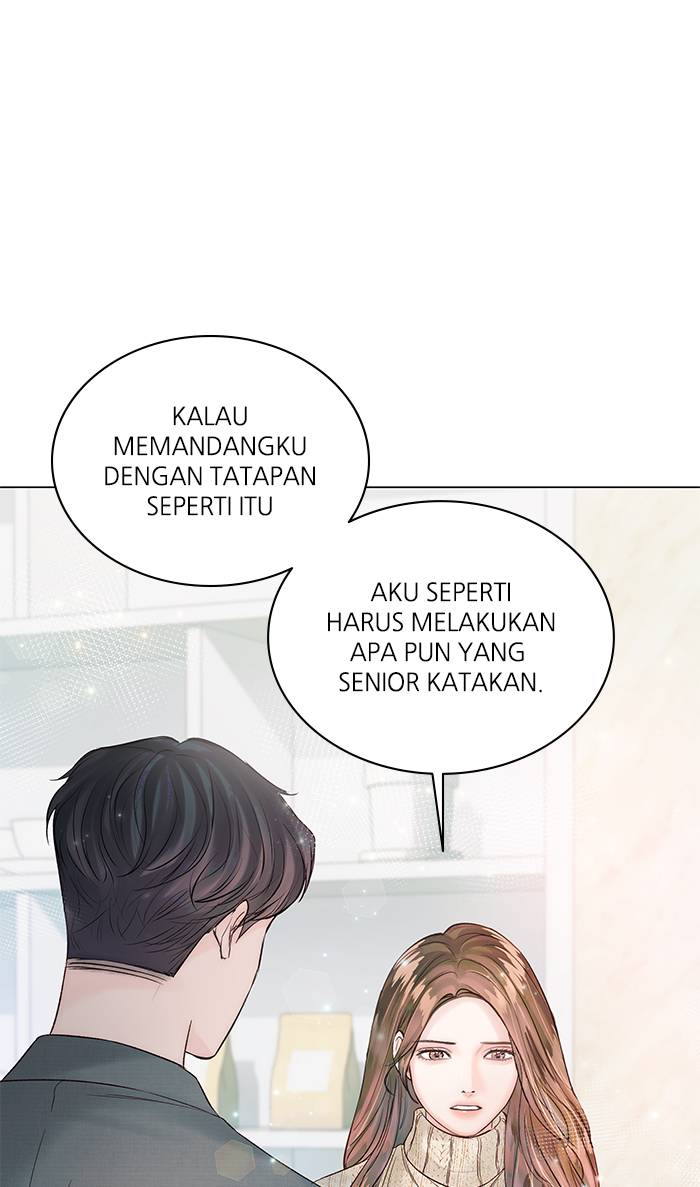 KALAU
MEMANDANGKU
DENGAN TATAPAN
SEPERTI ITU
AKU SEPERTI
HARUS MELAKUKAN
APA PUN YANG
SENIOR KATAKAN.